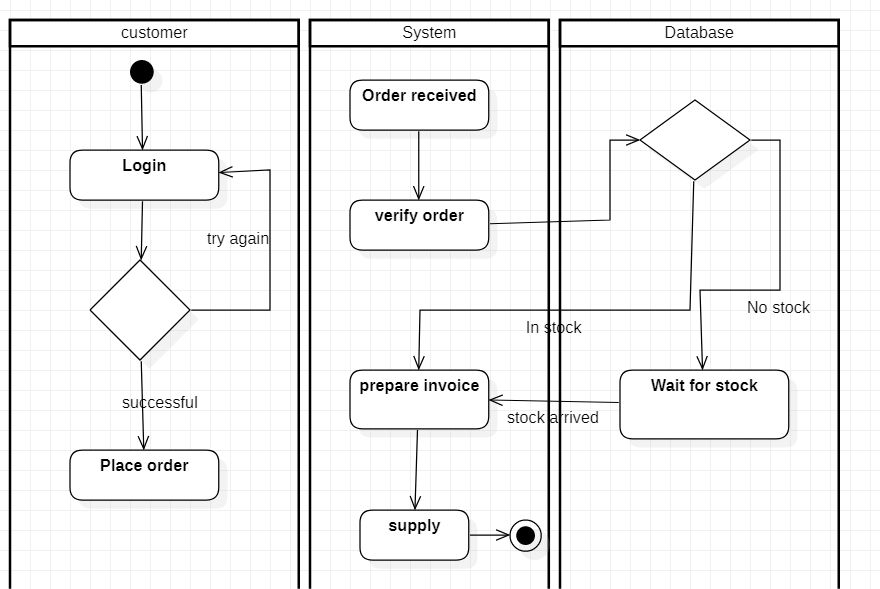 customer
System
Database
Login
try again
successful
Place order
Order received
verify order
In stock
prepare invoice
stock arrived
supply
No stock
Wait for stock